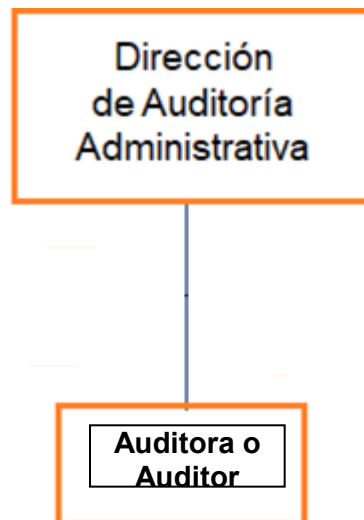 Dirección
de Auditoría
Administrativa
Auditora o
Auditor